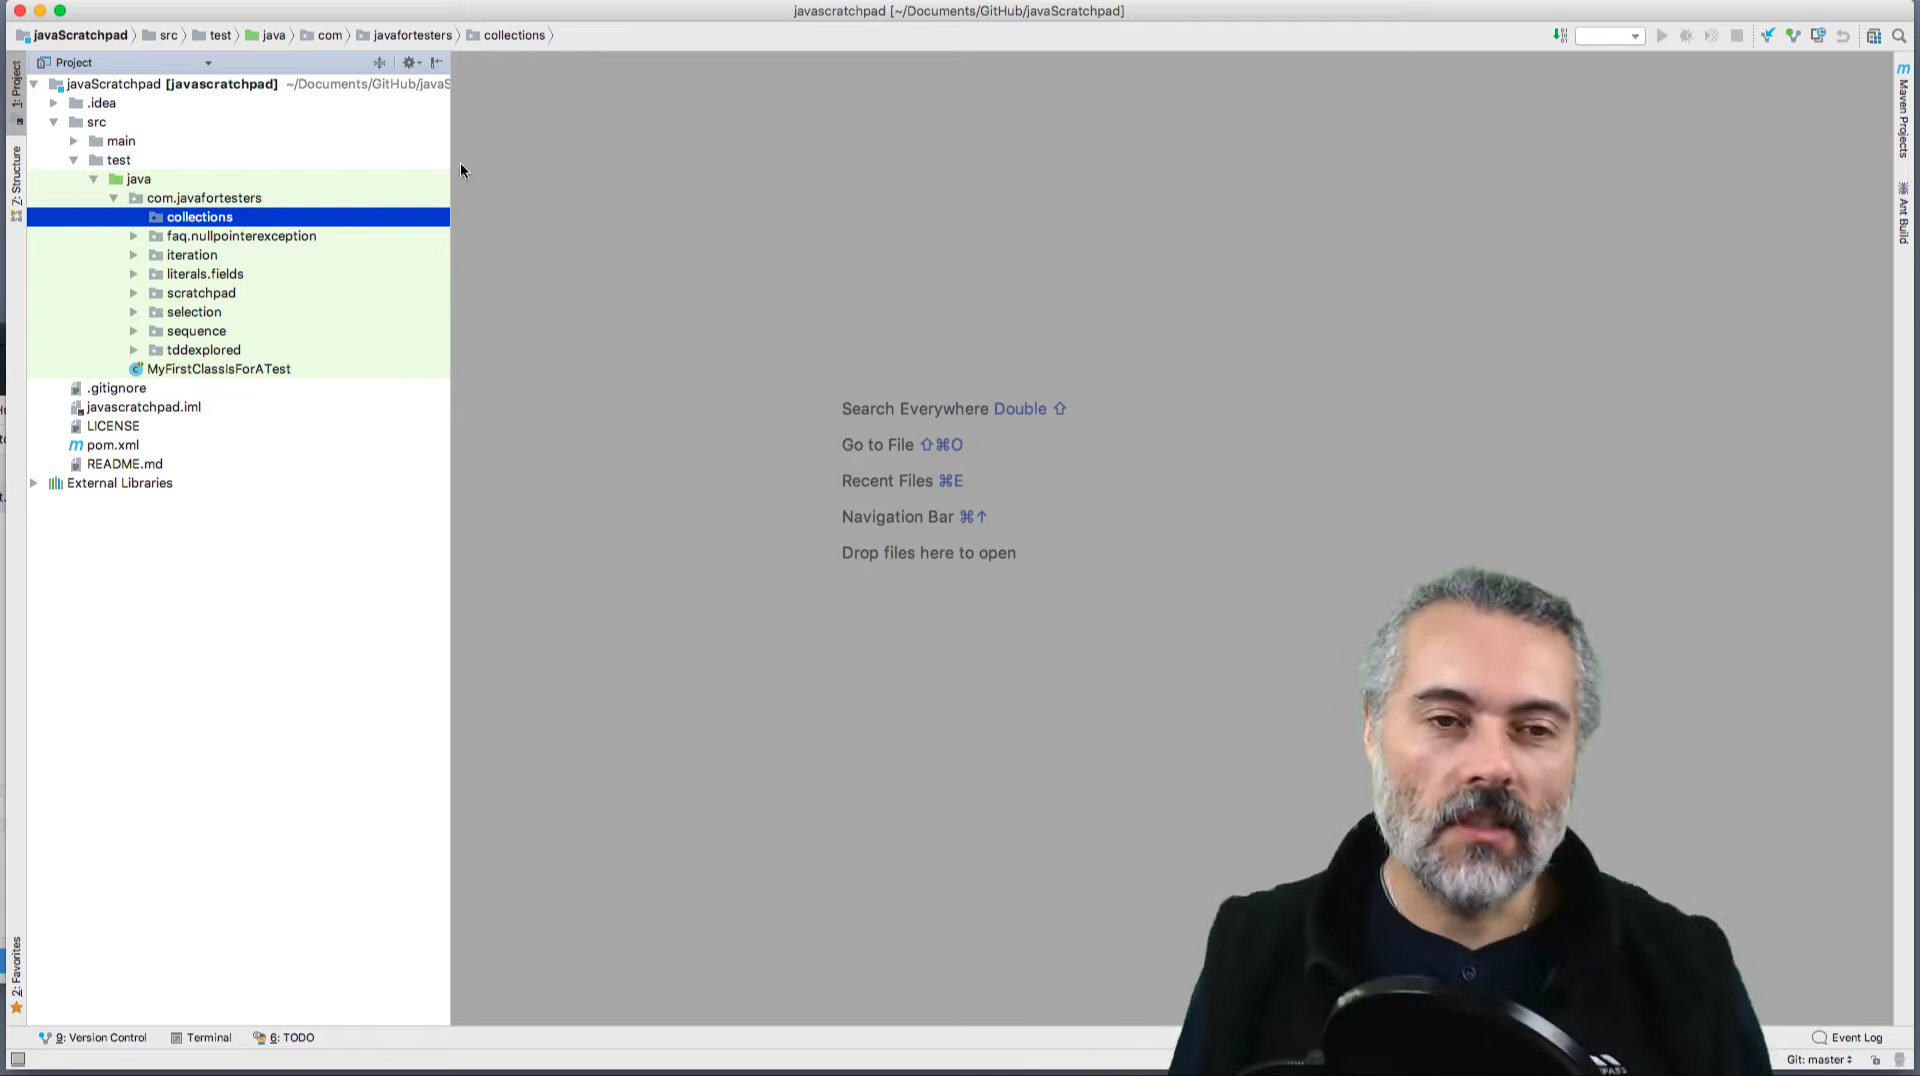 javascratchpad [~/Documents/GitHub/javaScratchpad]
javaScratchpad src test java com javafortesters collections
Project
1: Project
7: Structure
2: Favorites
javaScratchpad [javascratchpad] ~/Documents/GitHub/javaS
.idea
src
main
test
java
com.javafortesters
collections
faq.nullpointerexception
iteration
literals.fields
scratchpad
selection
sequence
tddexplored
MyFirstClassIsForATest
.gitignore
javascratchpad.iml
LICENSE
pom.xml
README.md
External Libraries
Search Everywhere Double ⇧
Go to File ⇧⌘O
Recent Files ⌘E
Navigation Bar ⌘↑
Drop files here to open
Maven Projects
Ant Build
9: Version Control
Terminal
6: TODO
Event Log
Git: master